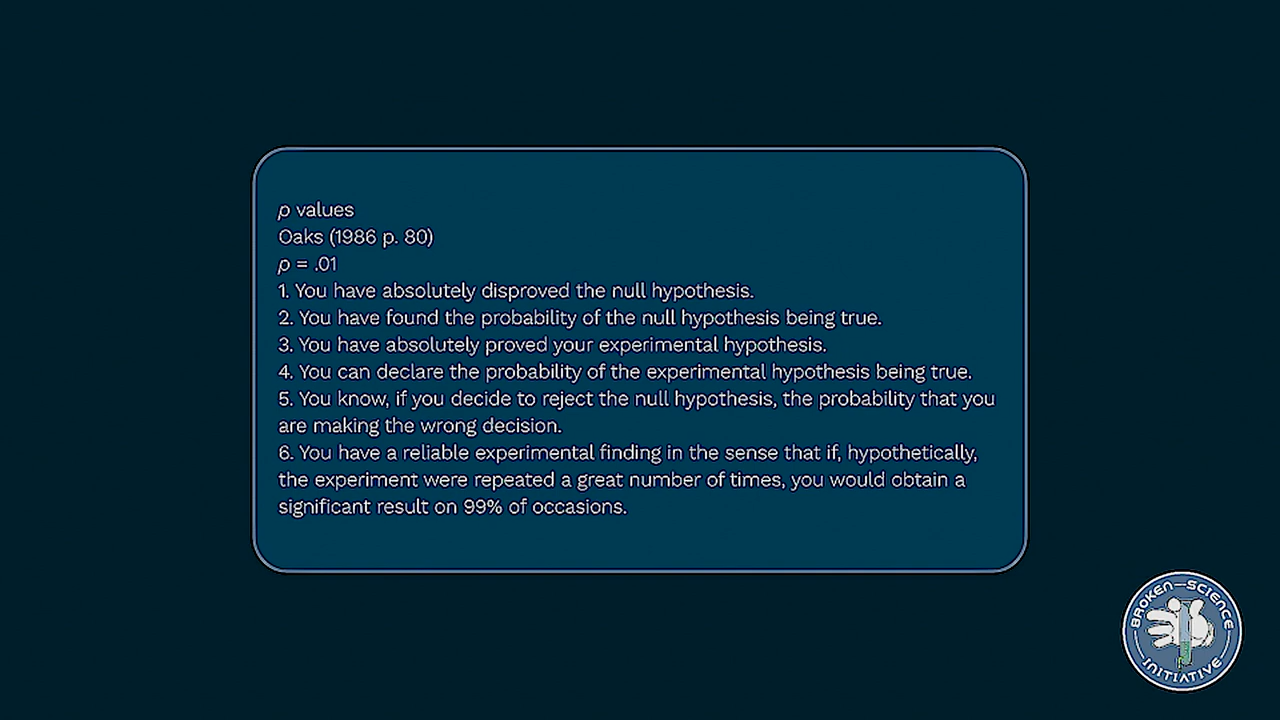 p values
Oaks (1986 p. 80)
p = .01
1. You have absolutely disproved the null hypothesis.
2. You have found the probability of the null hypothesis being true.
3. You have absolutely proved your experimental hypothesis.
4. You can declare the probability of the experimental hypothesis being true.
5. You know, if you decide to reject the null hypothesis, the probability that you
are making the wrong decision.
6. You have a reliable experimental finding in the sense that if, hypothetically,
the experiment were repeated a great number of times, you would obtain a
significant result on 99% of occasions.
BROKEN—SCIENCE
INITIATIVE